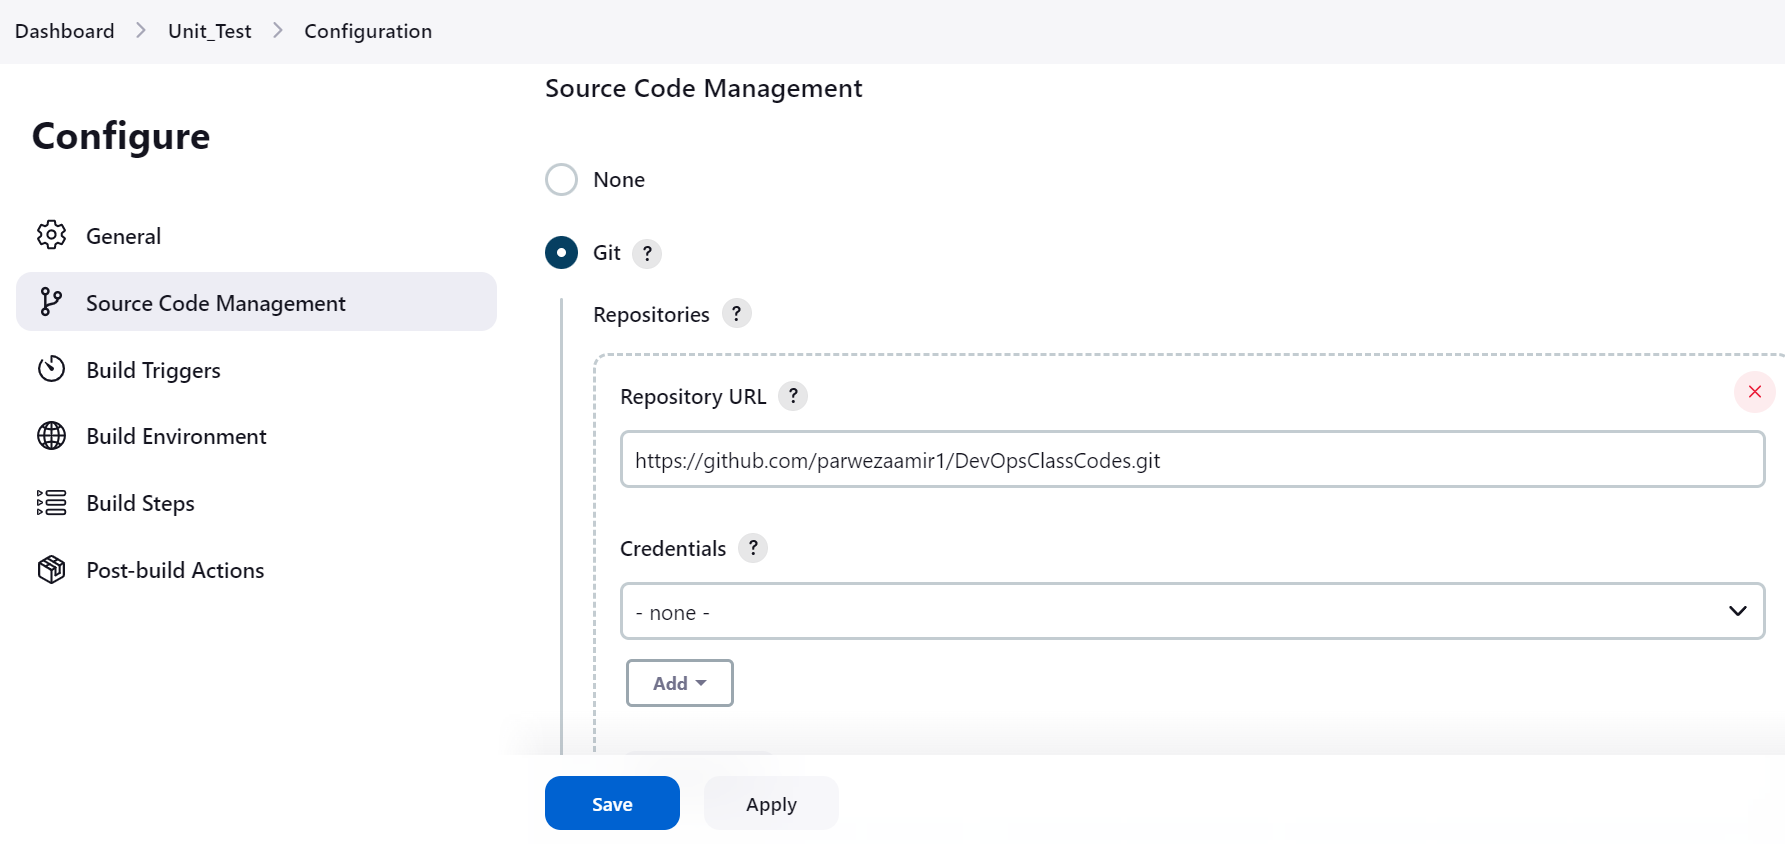 Dashboard > Unit_Test > Configuration
Source Code Management
Configure
General
Source Code Management
Build Triggers
Build Environment
Build Steps
Post-build Actions
None
Git ?
Repositories ?
Repository URL ?
https://github.com/parwezaamir1/DevOpsClassCodes.git
Credentials ?
- none -
Add
Save
Apply